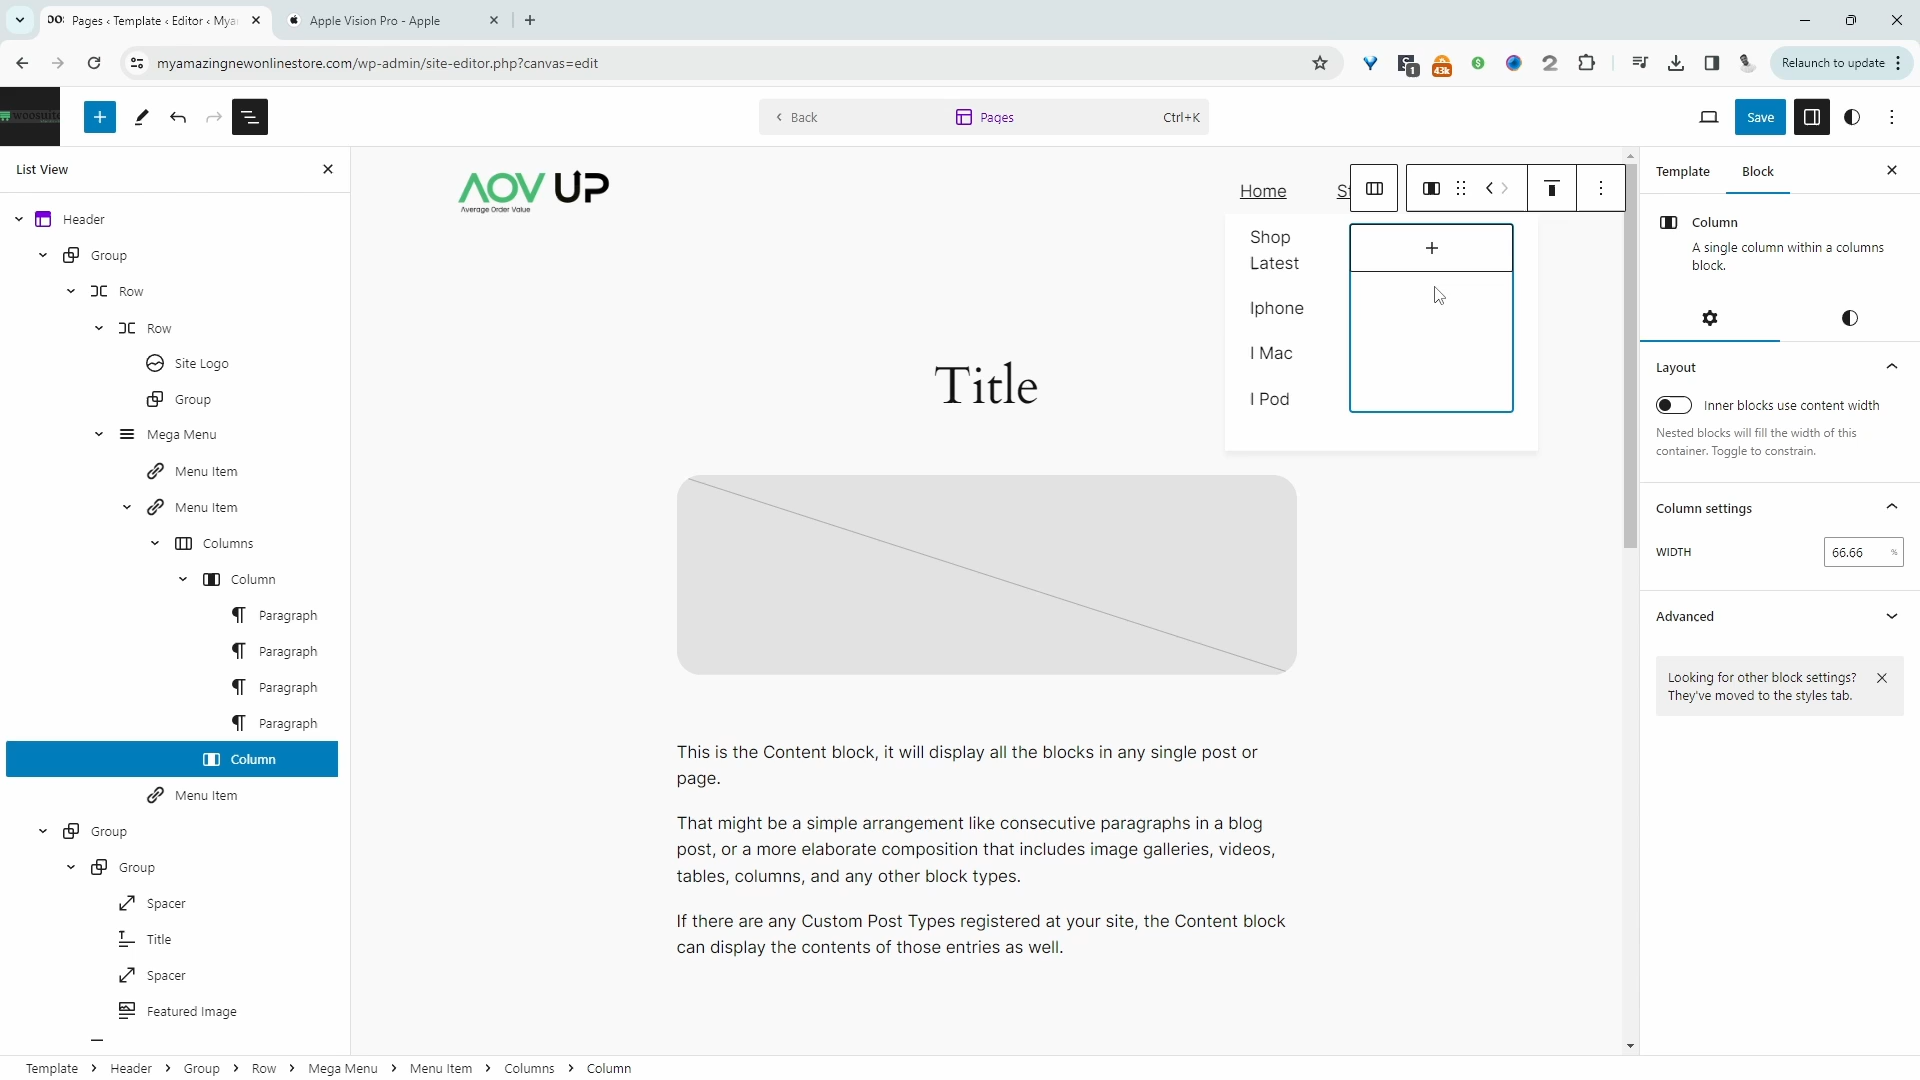 Pages ‹ Template ‹ Editor ‹ Mya
Apple Vision Pro - Apple
myamazingnewonlinestore.com/wp-admin/site-editor.php?canvas=edit
1
43k
Relaunch to update
Back
Pages
Ctrl+K
Save
List View
Header
Group
Row
Row
Site Logo
Group
Mega Menu
Menu Item
Menu Item
Columns
Column
Paragraph
Paragraph
Paragraph
Paragraph
Column
Menu Item
Group
Group
Spacer
Title
Spacer
Featured Image
AOV UP
Average Order Value
Home
Shop
Latest
Iphone
I Mac
I Pod
Title
This is the Content block, it will display all the blocks in any single post or
page.
That might be a simple arrangement like consecutive paragraphs in a blog
post, or a more elaborate composition that includes image galleries, videos,
tables, columns, and any other block types.
If there are any Custom Post Types registered at your site, the Content block
can display the contents of those entries as well.
Template
Block
Column
A single column within a columns
block.
Layout
Inner blocks use content width
Nested blocks will fill the width of this
container. Toggle to constrain.
Column settings
WIDTH
66.66 %
Advanced
Looking for other block settings?
They've moved to the styles tab.
Template > Header > Group > Row > Mega Menu > Menu Item > Columns > Column